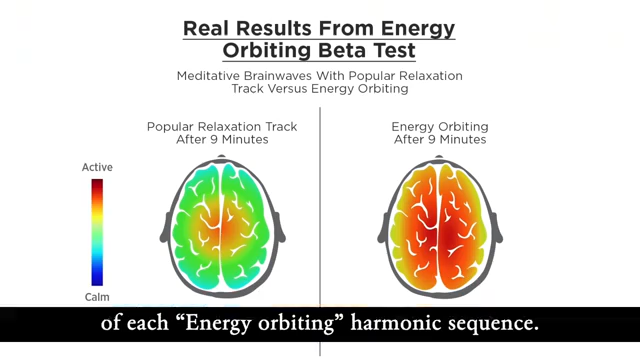 Real Results From Energy
Orbiting Beta Test
Meditative Brainwaves With Popular Relaxation
Track Versus Energy Orbiting
Popular Relaxation Track
After 9 Minutes
Energy Orbiting
After 9 Minutes
Active
Calm
of each “Energy orbiting” harmonic sequence.